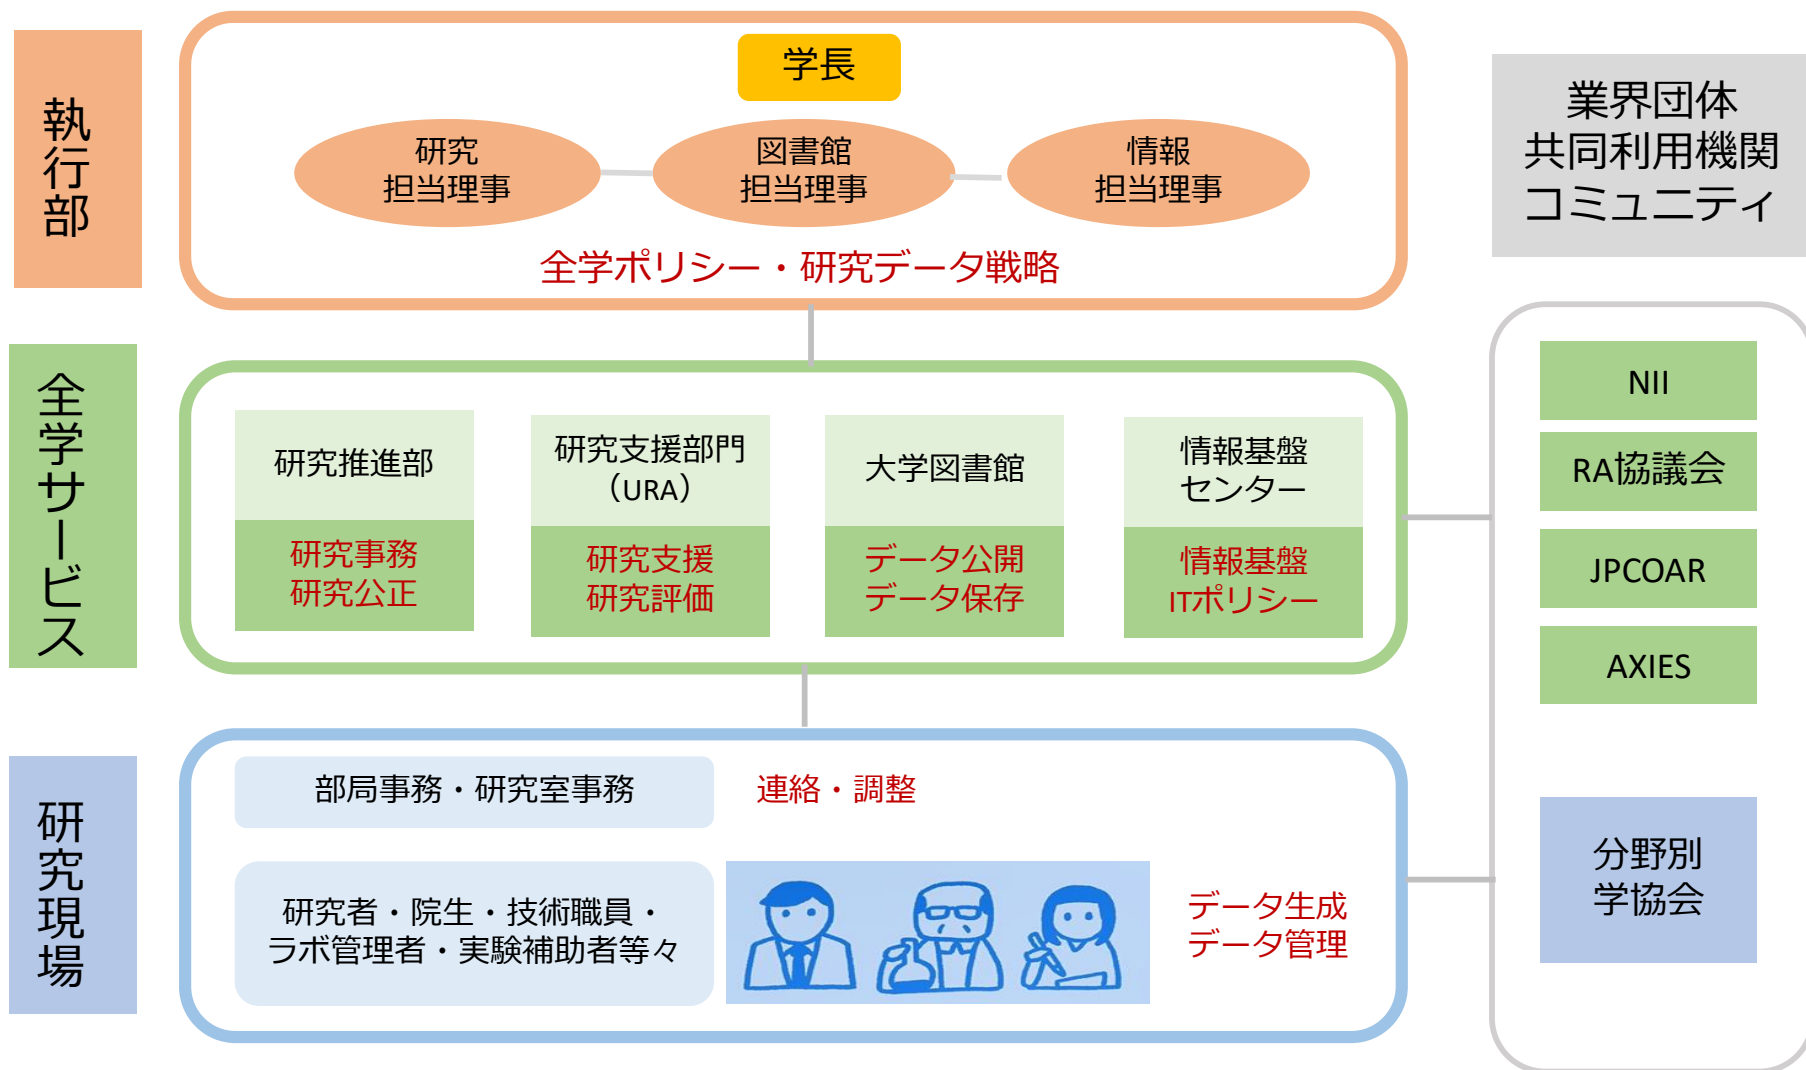 執行部
学長
研究
担当理事
図書館
担当理事
情報
担当理事
全学ポリシー・研究データ戦略
業界団体
共同利用機関
コミュニティ
全学サービス
研究推進部
研究事務
研究公正
研究支援部門
（URA）
研究支援
研究評価
大学図書館
データ公開
データ保存
情報基盤
センター
情報基盤
ITポリシー
NII
RA協議会
JPCOAR
AXIES
研究現場
部局事務・研究室事務
連絡・調整
研究者・院生・技術職員・
ラボ管理者・実験補助者等々
データ生成
データ管理
分野別
学協会